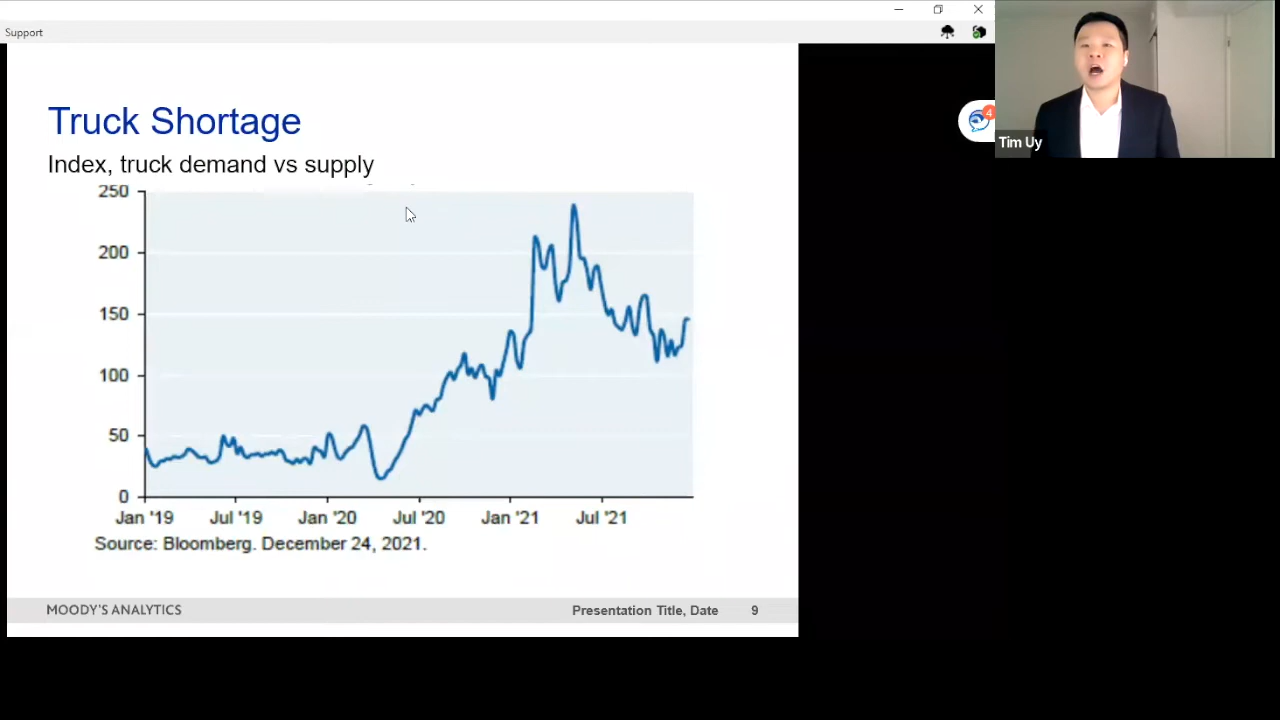 Support
Truck Shortage
Index, truck demand vs supply
250
200
150
100
50
0
Jan '19 Jul '19 Jan '20 Jul '20 Jan '21 Jul '21
Source: Bloomberg. December 24, 2021.
MOODY'S ANALYTICS Presentation Title, Date 9
4
Tim Uy